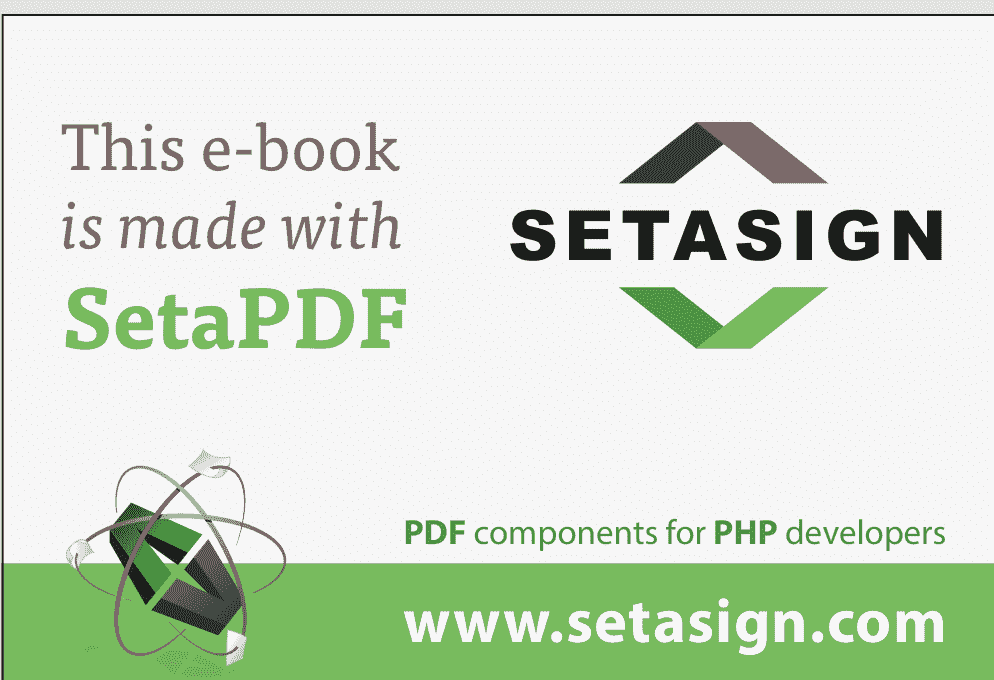 This e-book
is made with
SetaPDF
SETASIGN
PDF components for PHP developers
www.setasign.com